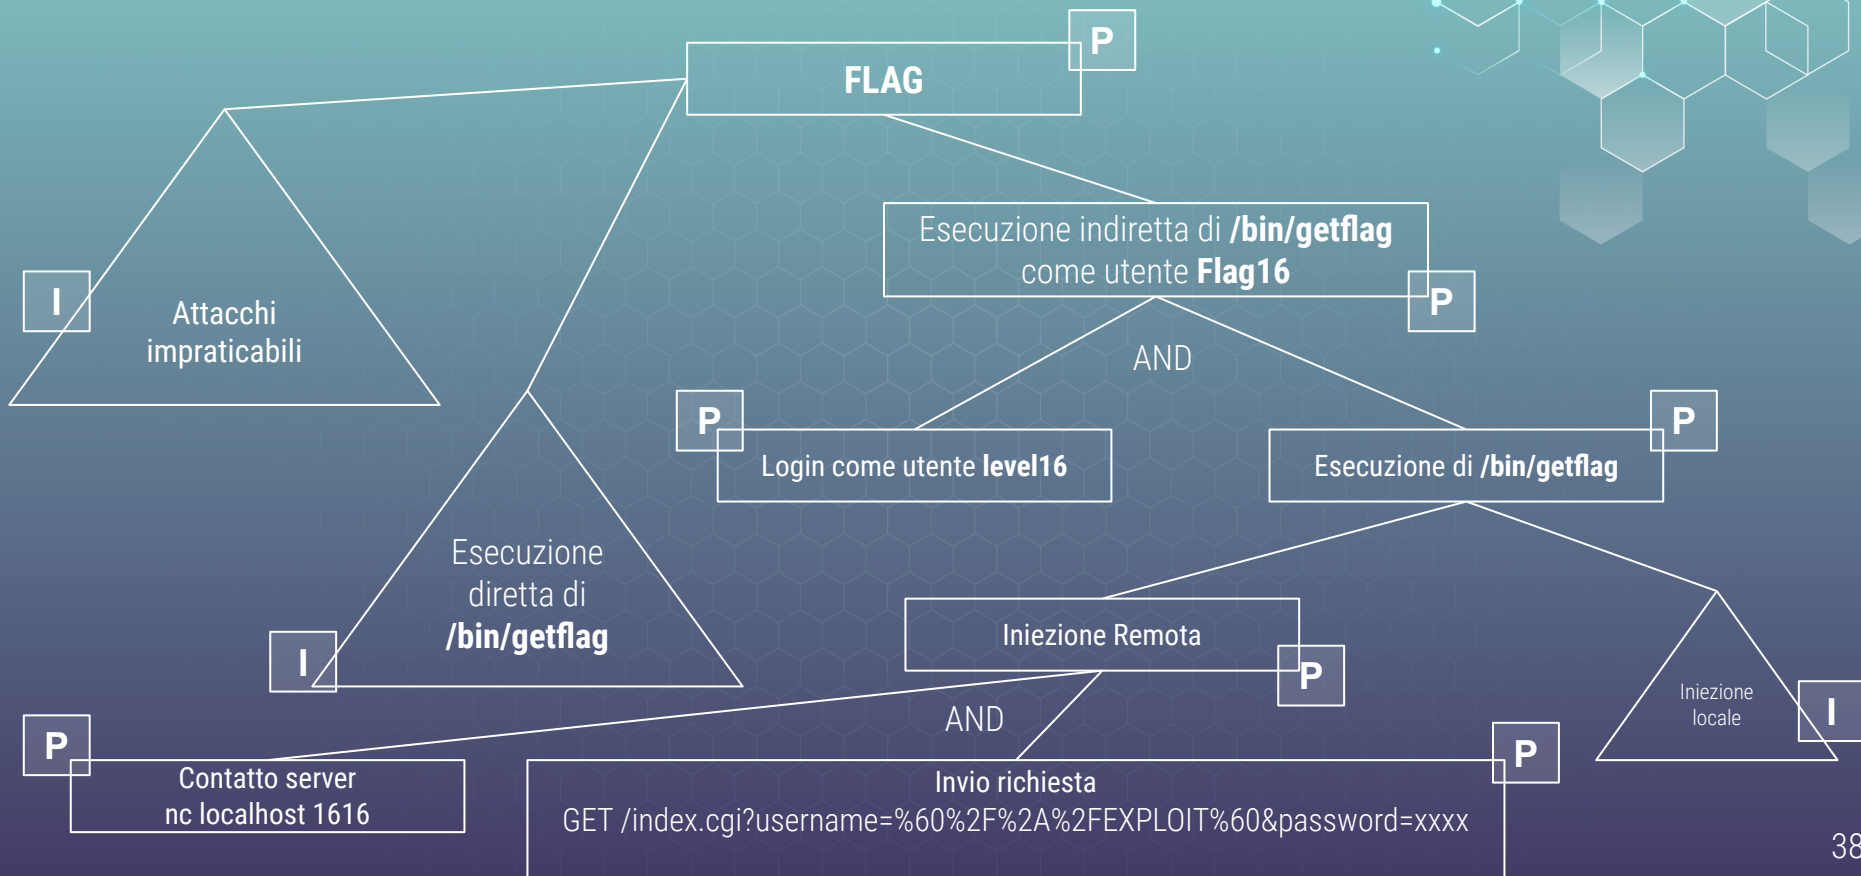 P
FLAG
Esecuzione indiretta di /bin/getflag
come utente Flag16
P
I
Attacchi
impraticabili
AND
P
Login come utente level16
P
Esecuzione di /bin/getflag
Esecuzione
diretta di
/bin/getflag
I
Iniezione Remota
P
Iniezione
locale
I
AND
P
Contatto server
nc localhost 1616
P
Invio richiesta
GET /index.cgi?username=%60%2F%2A%2FEXPLOIT%60&password=xxxx
38